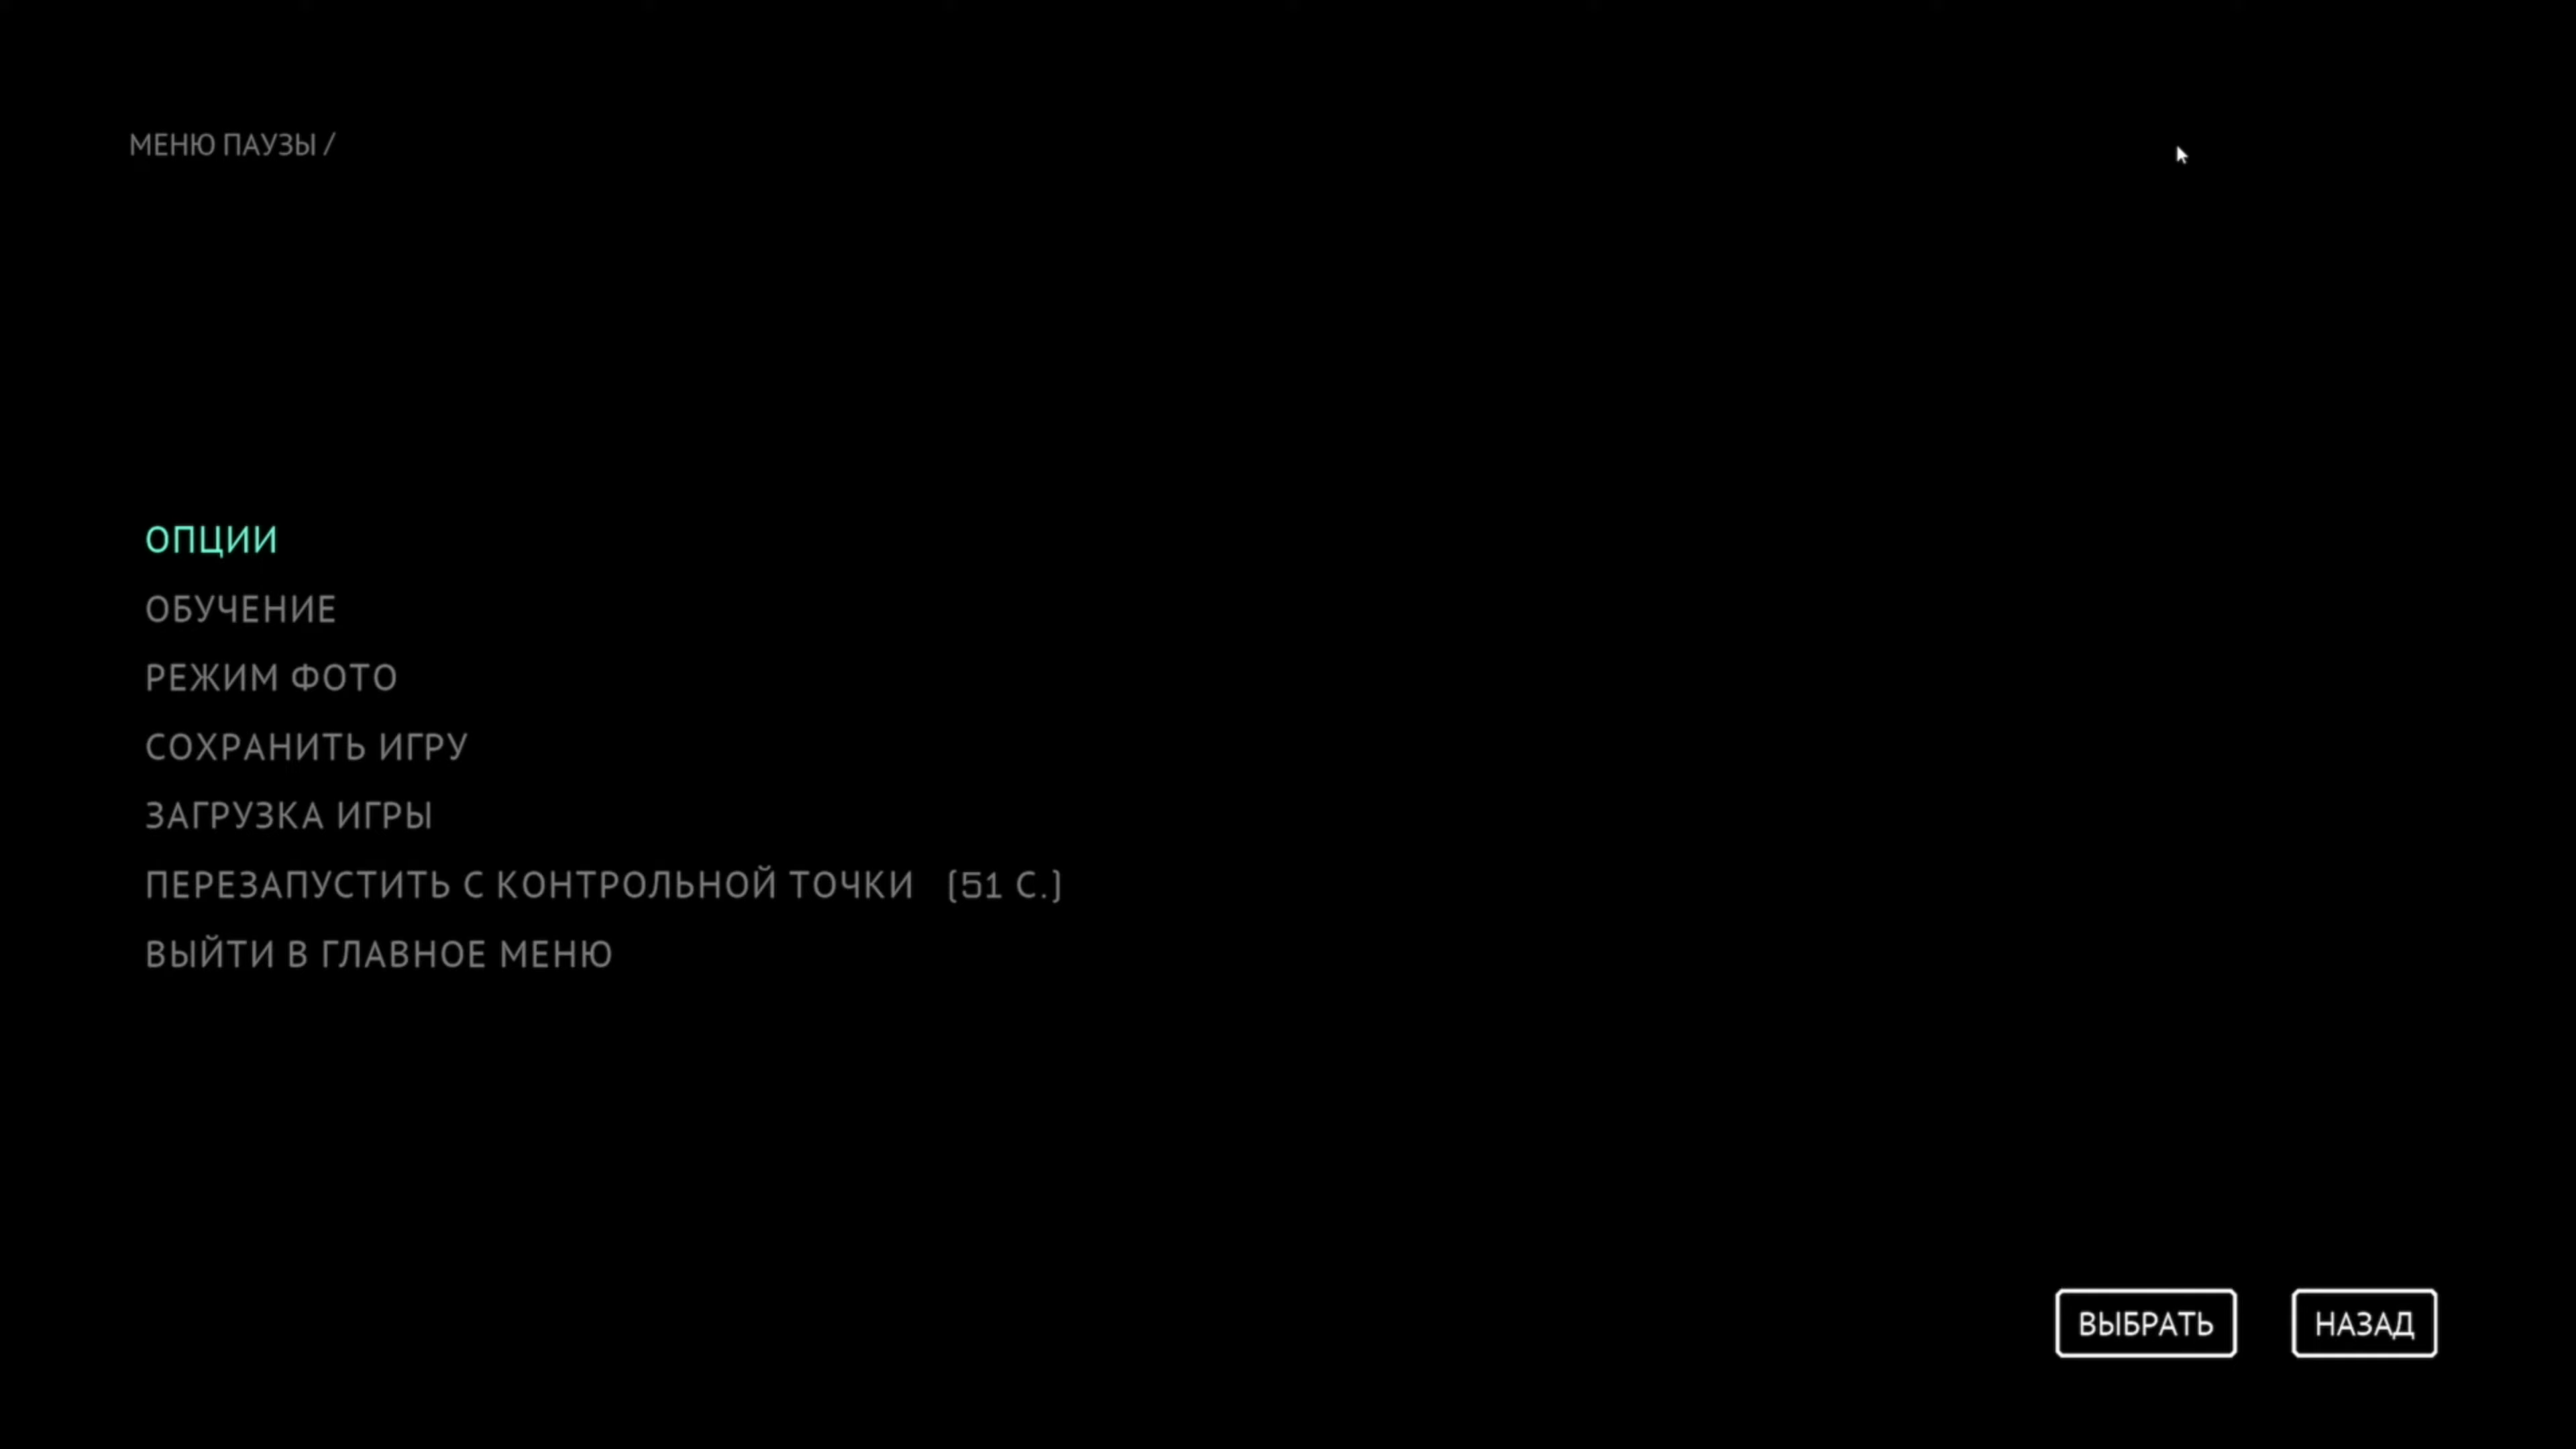 МЕНЮ ПАУЗЫ /
ОПЦИИ
ОБУЧЕНИЕ
РЕЖИМ ФОТО
СОХРАНИТЬ ИГРУ
ЗАГРУЗКА ИГРЫ
ПЕРЕЗАПУСТИТЬ С КОНТРОЛЬНОЙ ТОЧКИ (51 С.)
ВЫЙТИ В ГЛАВНОЕ МЕНЮ
ВЫБРАТЬ НАЗАД